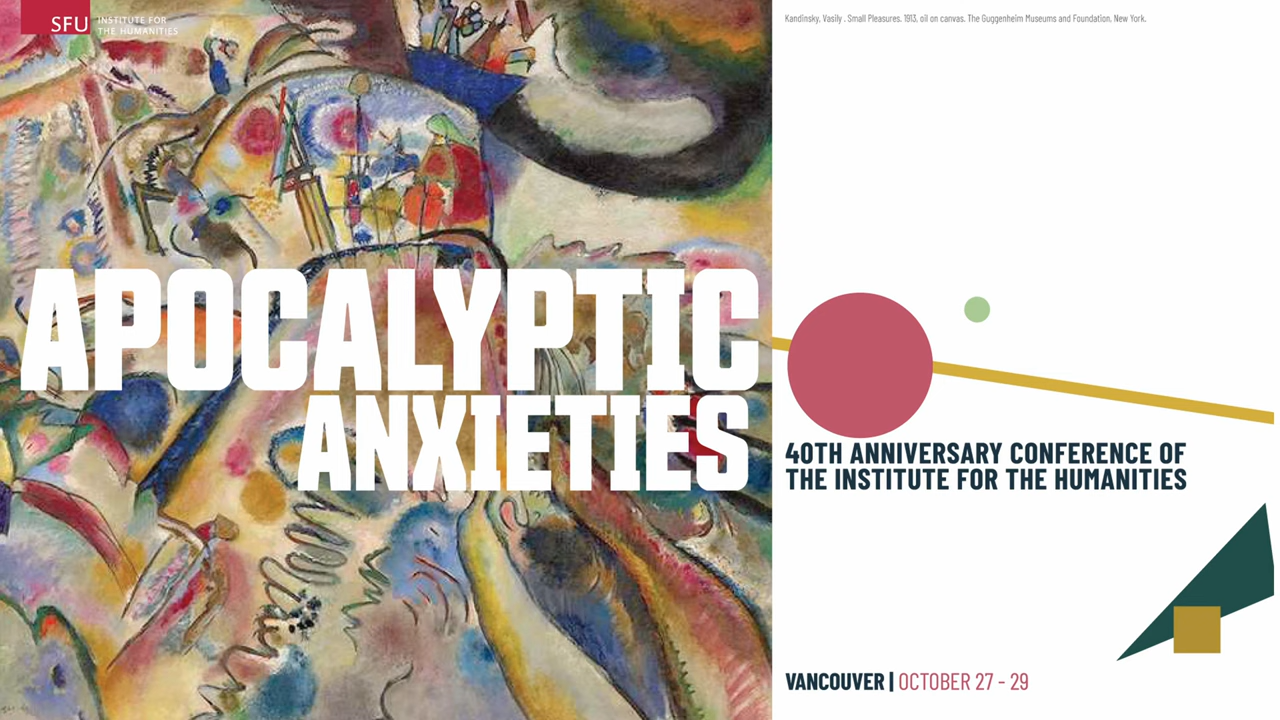 SFU INSTITUTE FOR
THE HUMANITIES
Kandinsky, Vasily . Small Pleasures. 1913, oil on canvas. The Guggenheim Museums and Foundation, New York.
APOCALYPTIC
ANXIETIES
40TH ANNIVERSARY CONFERENCE OF
THE INSTITUTE FOR THE HUMANITIES
VANCOUVER | OCTOBER 27 - 29